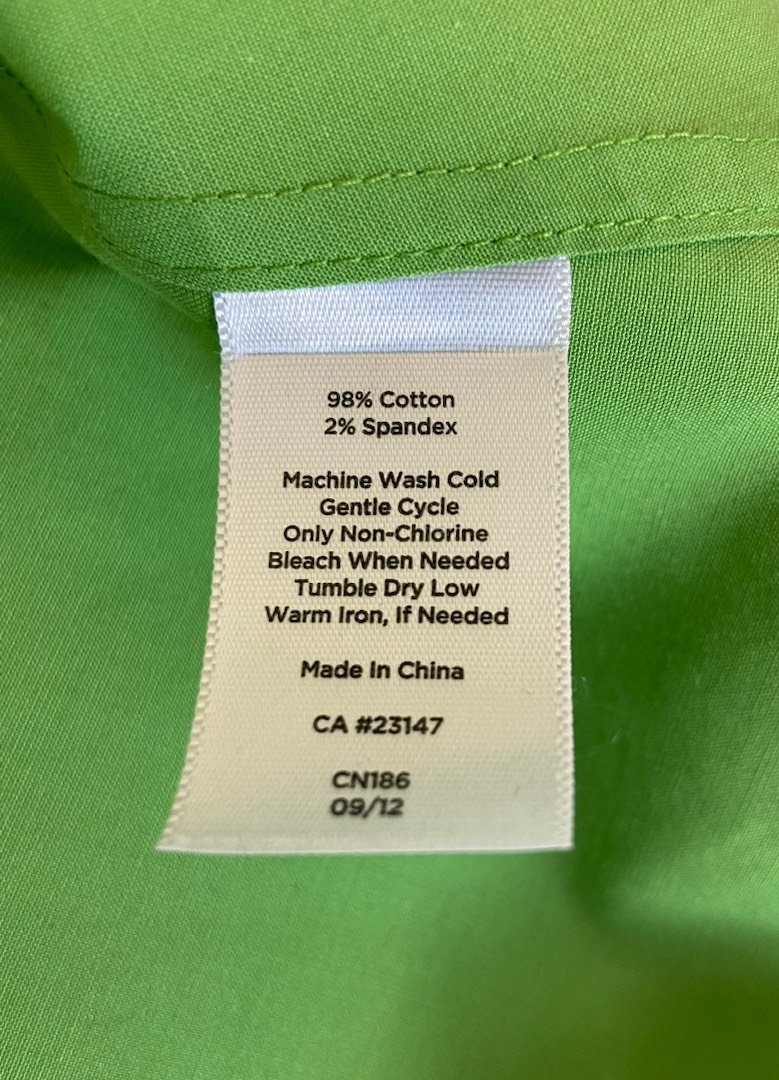 98% Cotton
2% Spandex
Machine Wash Cold
Gentle Cycle
Only Non-Chlorine
Bleach When Needed
Tumble Dry Low
Warm Iron, If Needed
Made In China
CA #23147
CN186
09/12